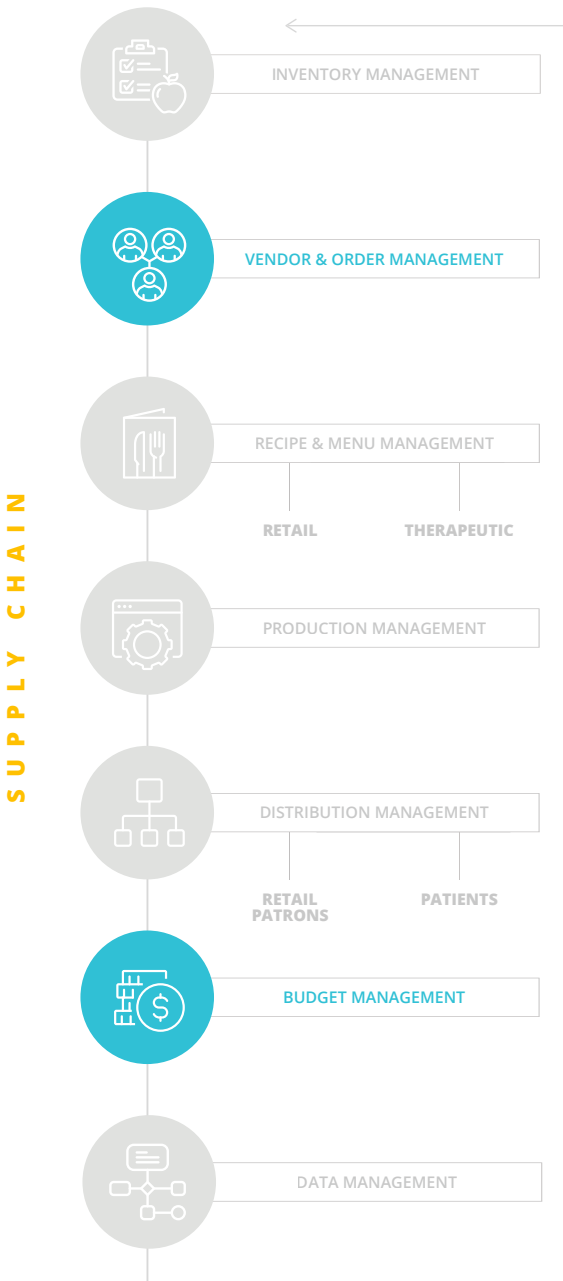 INVENTORY MANAGEMENT
VENDOR & ORDER MANAGEMENT
RECIPE & MENU MANAGEMENT
RETAIL
THERAPEUTIC
SUPPLY CHAIN
PRODUCTION MANAGEMENT
DISTRIBUTION MANAGEMENT
RETAIL
PATRONS
PATIENTS
$
BUDGET MANAGEMENT
DATA MANAGEMENT